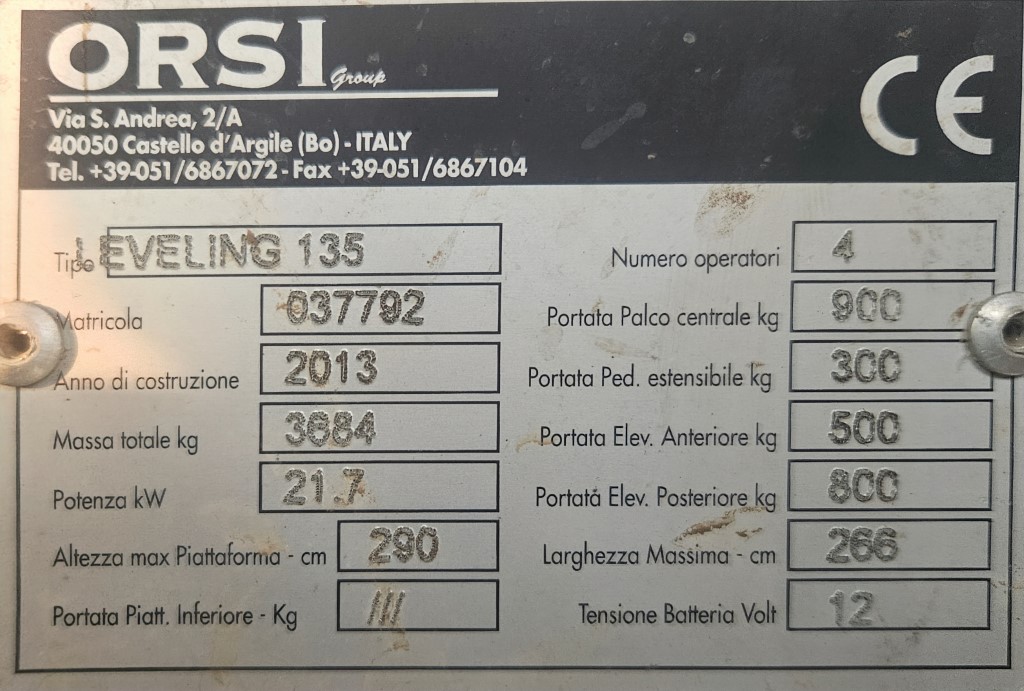 ORSI Group
CE
Via S. Andrea, 2/A
40050 Castello d'Argile (Bo) - ITALY
Tel. +39-051/6867072 - Fax +39-051/6867104
Tipo LEVELING 135
Numero operatori 4
Matricola 037792
Portata Palco centrale kg 900
Anno di costruzione 2013
Portata Ped. estensibile kg 300
Massa totale kg 3684
Portata Elev. Anteriore kg 500
Potenza kW 21.7
Portata Elev. Posteriore kg 800
Altezza max Piattaforma - cm 290
Larghezza Massima - cm 266
Portata Piatt. Inferiore - Kg ///
Tensione Batteria Volt 12